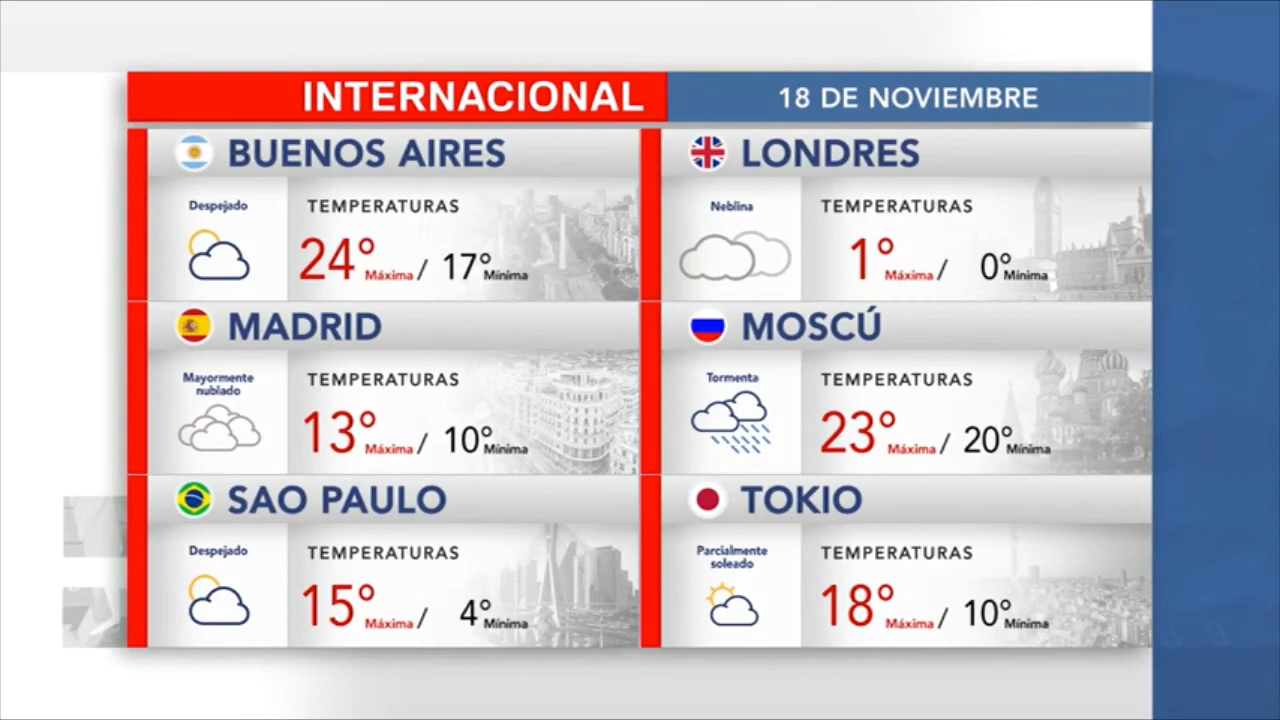 INTERNACIONAL
18 DE NOVIEMBRE
BUENOS AIRES
Despejado
TEMPERATURAS
24° Máxima / 17° Mínima
LONDRES
Neblina
TEMPERATURAS
1° Máxima / 0° Mínima
MADRID
Mayormente
nublado
TEMPERATURAS
13° Máxima / 10° Mínima
MOSCÚ
Tormenta
TEMPERATURAS
23° Máxima / 20° Mínima
SAO PAULO
Despejado
TEMPERATURAS
15° Máxima / 4° Mínima
TOKIO
Parcialmente
soleado
TEMPERATURAS
18° Máxima / 10° Mínima